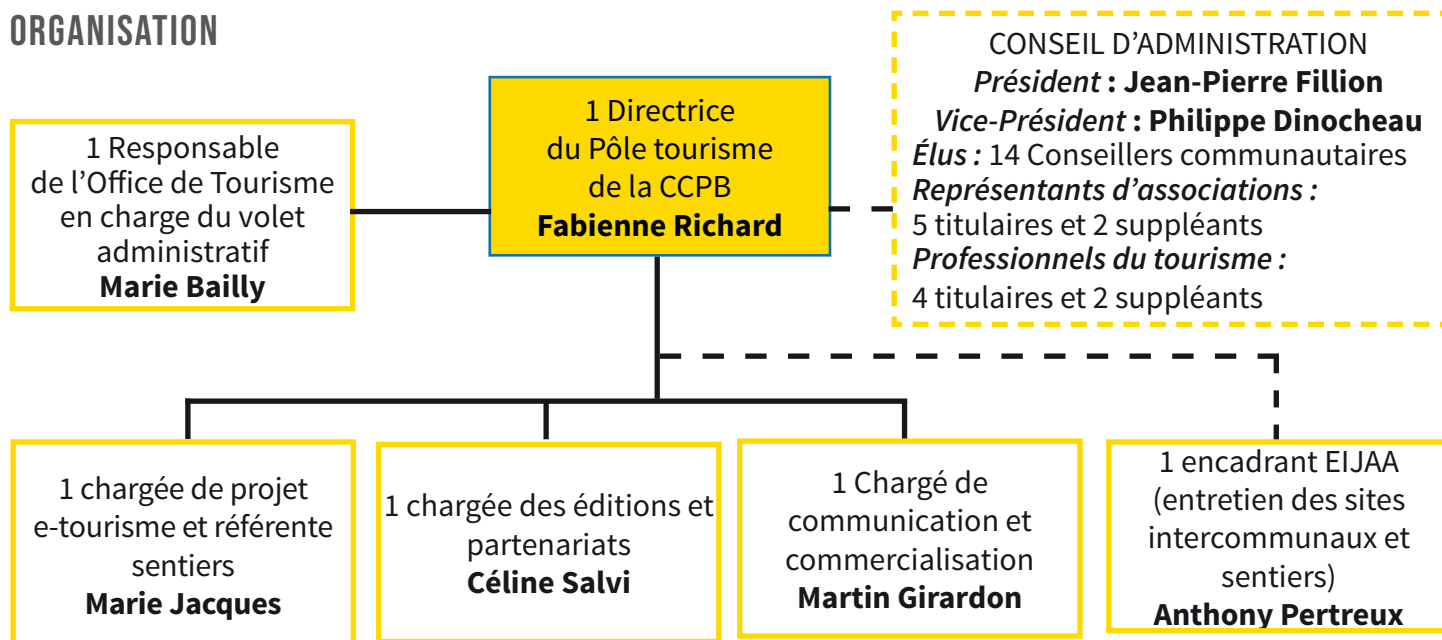 ORGANISATION
1 Responsable
de l'Office de Tourisme
en charge du volet
administratif
Marie Bailly
1 Directrice
du Pôle tourisme
de la CCPB
Fabienne Richard
CONSEIL D'ADMINISTRATION
Président : Jean-Pierre Fillion
Vice-Président : Philippe Dinocheau
Élus : 14 Conseillers communautaires
Représentants d'associations :
5 titulaires et 2 suppléants
Professionnels du tourisme :
4 titulaires et 2 suppléants
1 chargée de projet
e-tourisme et référente
sentiers
Marie Jacques
1 chargée des éditions et
partenariats
Céline Salvi
1 Chargé de
communication et
commercialisation
Martin Girardon
1 encadrant EIJAA
(entretien des sites
intercommunaux et
sentiers)
Anthony Pertreux